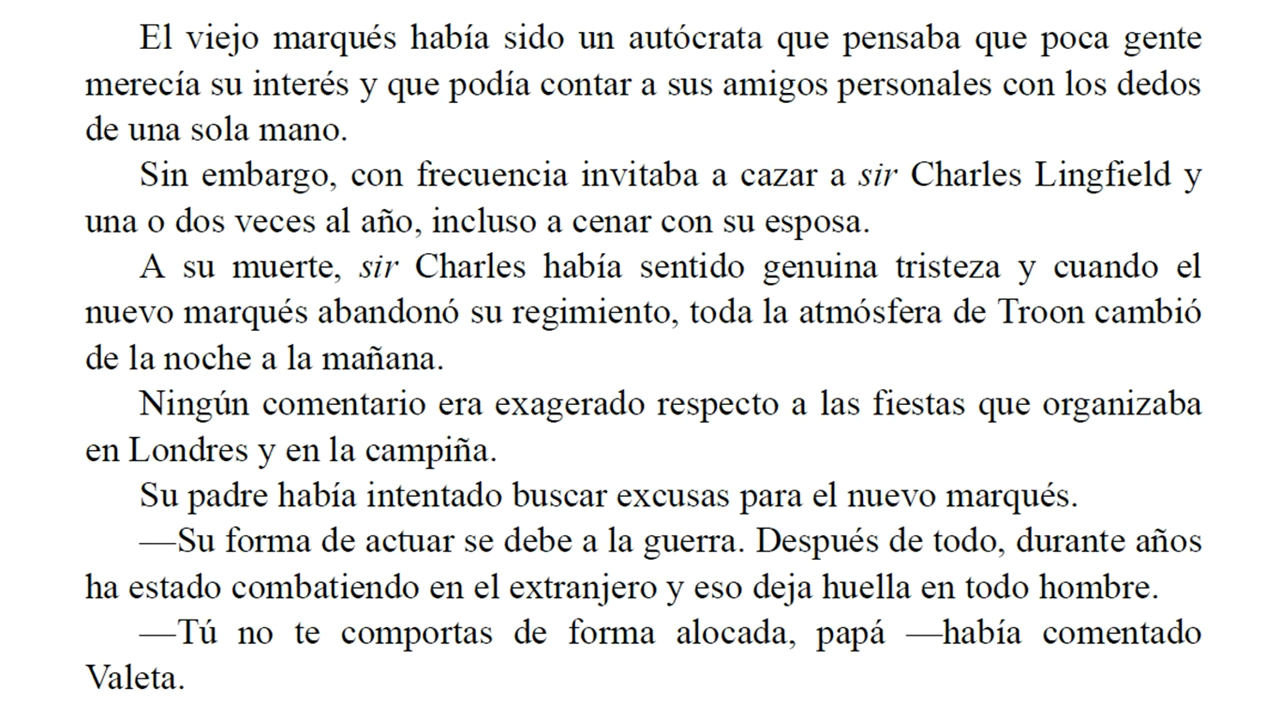 El viejo marqués había sido un autócrata que pensaba que poca gente
merecía su interés y que podía contar a sus amigos personales con los dedos
de una sola mano.
Sin embargo, con frecuencia invitaba a cazar a sir Charles Lingfield y
una o dos veces al año, incluso a cenar con su esposa.
A su muerte, sir Charles había sentido genuina tristeza y cuando el
nuevo marqués abandonó su regimiento, toda la atmósfera de Troon cambió
de la noche a la mañana.
Ningún comentario era exagerado respecto a las fiestas que organizaba
en Londres y en la campiña.
Su padre había intentado buscar excusas para el nuevo marqués.
—Su forma de actuar se debe a la guerra. Después de todo, durante años
ha estado combatiendo en el extranjero y eso deja huella en todo hombre.
—Tú no te comportas de forma alocada, papá —había comentado
Valeta.